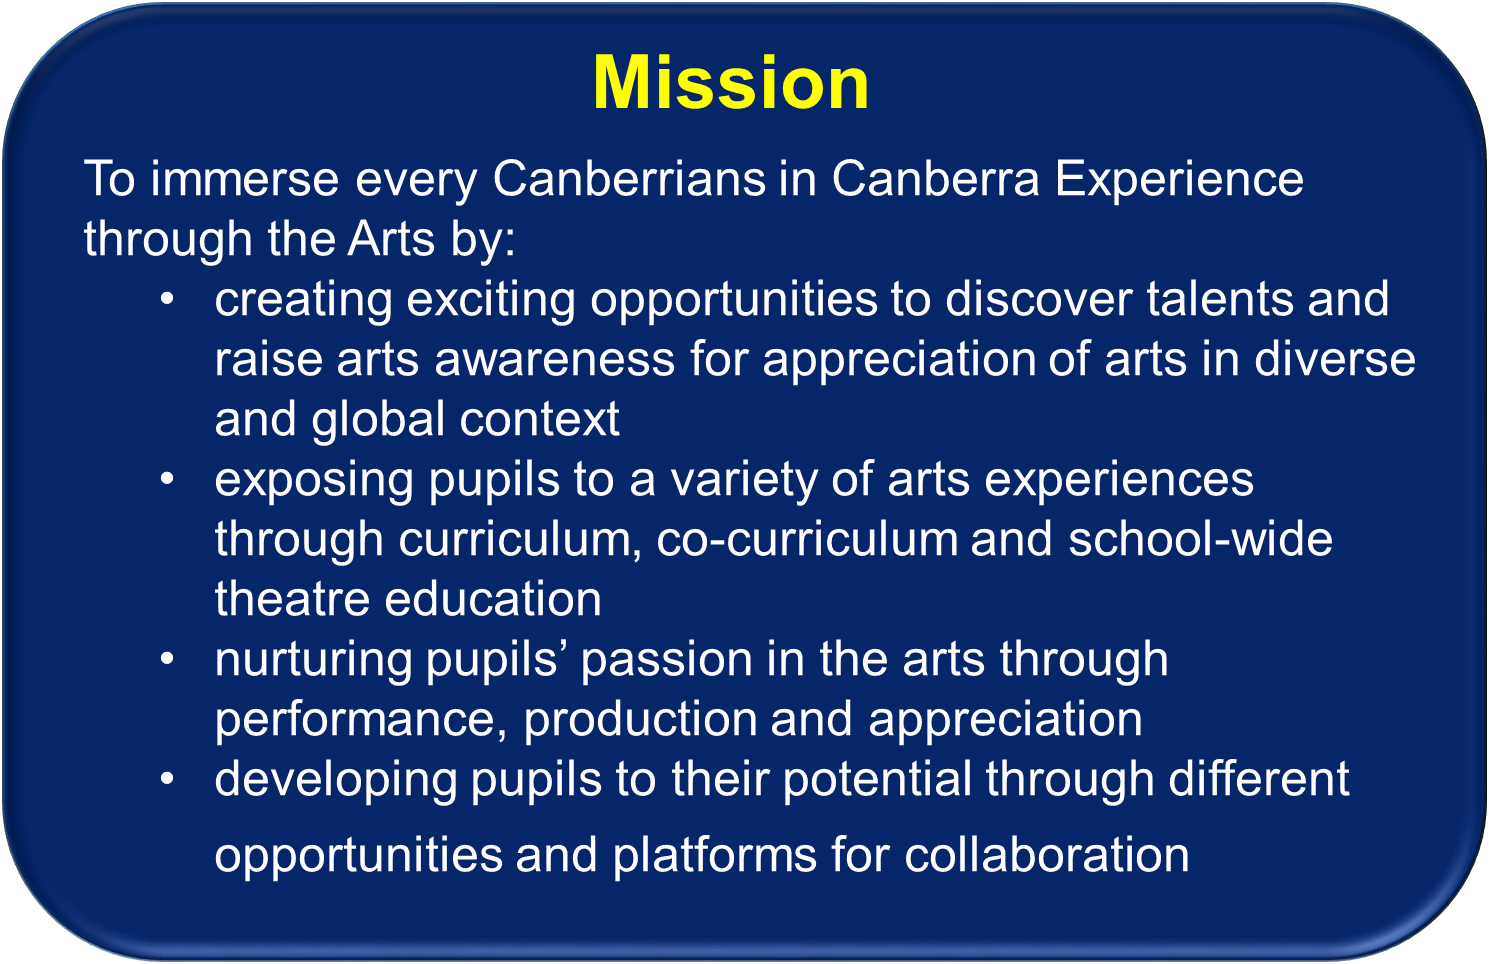 Mission
To immerse every Canberrians in Canberra Experience
through the Arts by:
• creating exciting opportunities to discover talents and
raise arts awareness for appreciation of arts in diverse
and global context
• exposing pupils to a variety of arts experiences
through curriculum, co-curriculum and school-wide
theatre education
• nurturing pupils’ passion in the arts through
performance, production and appreciation
• developing pupils to their potential through different
opportunities and platforms for collaboration